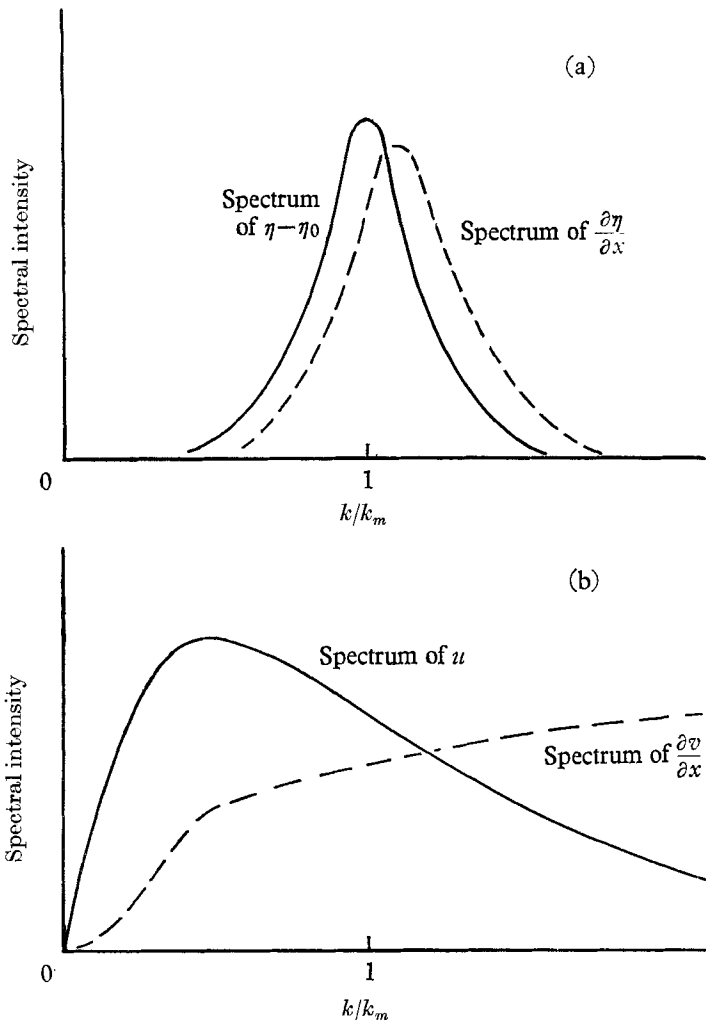 (a)
Spectral intensity
Spectrum
of η−η₀
Spectrum of ∂η/∂x
0
1
k/kₘ
(b)
Spectral intensity
Spectrum of u
Spectrum of ∂v/∂x
0
1
k/kₘ